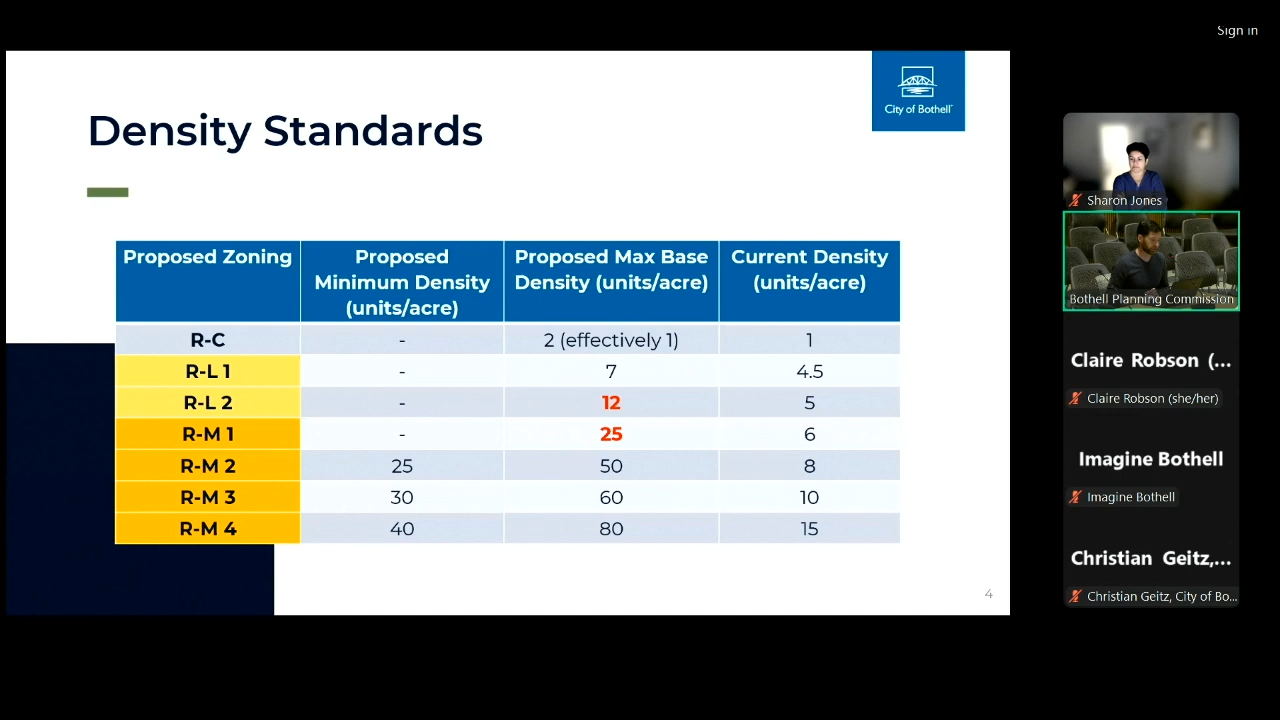 Sign in
City of Bothell
Density Standards
Proposed Zoning
Proposed
Minimum Density
(units/acre)
Proposed Max Base
Density (units/acre)
Current Density
(units/acre)
R-C - 2 (effectively 1) 1
R-L 1 - 7 4.5
R-L 2 - 12 5
R-M 1 - 25 6
R-M 2 25 50 8
R-M 3 30 60 10
R-M 4 40 80 15
4
Sharon Jones
Bothell Planning Commission
Claire Robson (...
Claire Robson (she/her)
Imagine Bothell
Imagine Bothell
Christian Geitz,...
Christian Geitz, City of Bo...